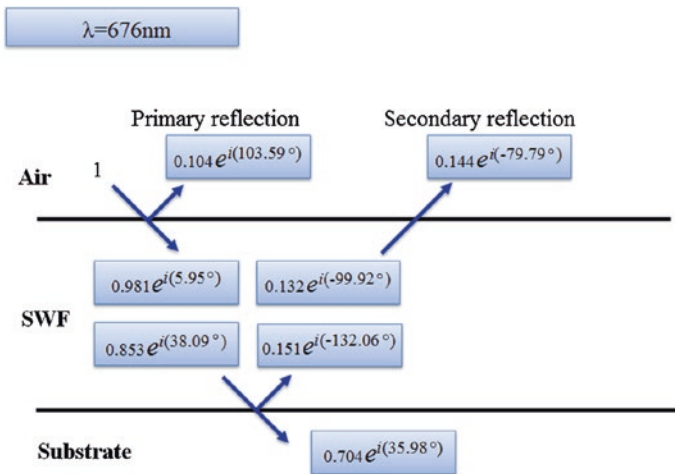 λ=676nm
Primary reflection Secondary reflection
0.104e^{i(103.59°)} 0.144e^{i(-79.79°)}
Air 1
0.981e^{i(5.95°)} 0.132e^{i(-99.92°)}
SWF
0.853e^{i(38.09°)} 0.151e^{i(-132.06°)}
Substrate 0.704e^{i(35.98°)}